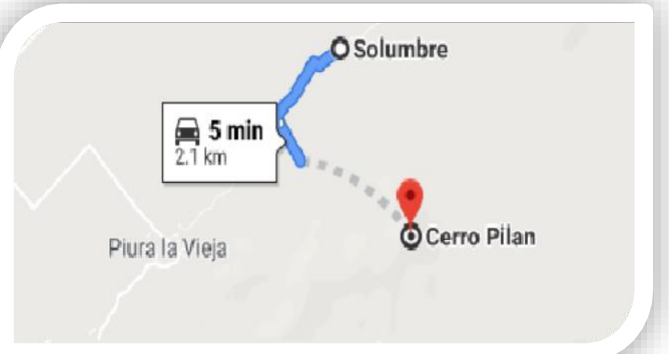 Solumbre
5 min
2.1 km
Cerro Pilan
Piura la Vieja